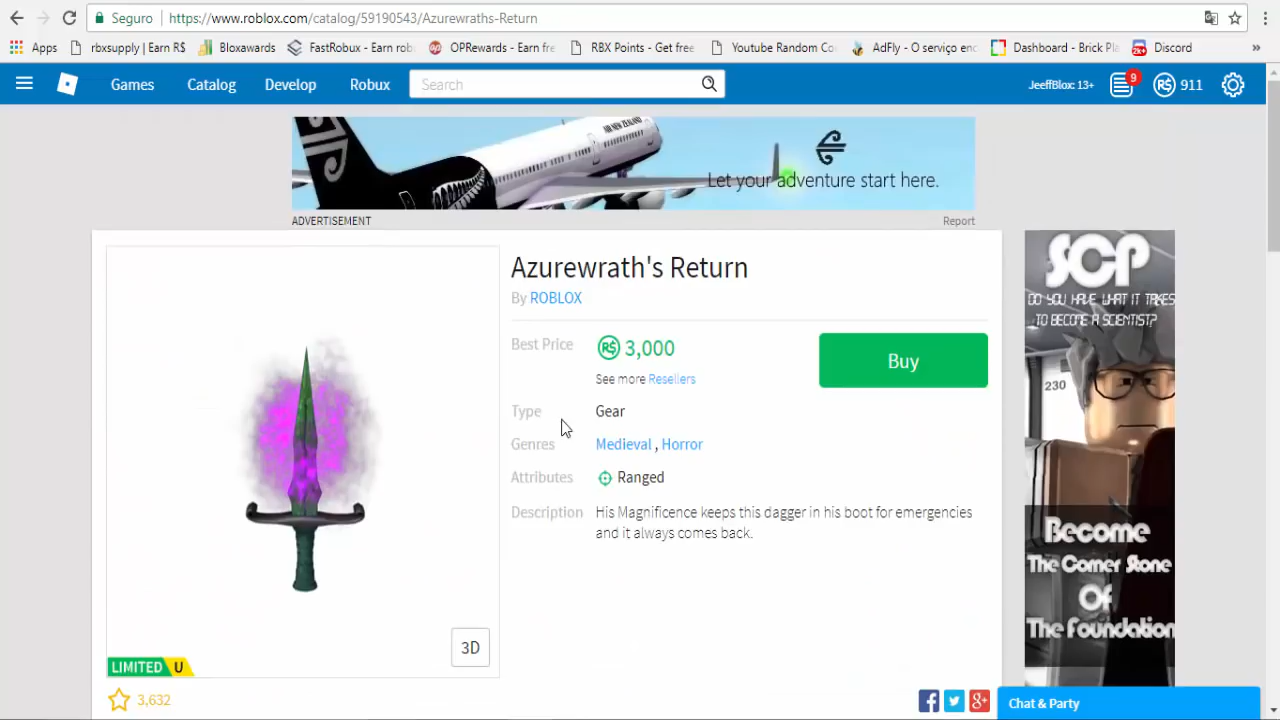 Seguro https://www.roblox.com/catalog/59190543/Azurewraths-Return
Apps rbxsupply | Earn R$ Bloxawards FastRobux - Earn rob OPRewards - Earn fre RBX Points - Get free Youtube Random Co AdFly - O serviço enc Dashboard - Brick Pla Discord »
Games Catalog Develop Robux Search JeeffBlox: 13+ 9 R$ 911
AIR NEW ZEALAND
Let your adventure start here.
ADVERTISEMENT Report
Azurewrath's Return
By ROBLOX
Best Price R$ 3,000 Buy
See more Resellers
Type Gear
Genres Medieval , Horror
Attributes Ranged
Description His Magnificence keeps this dagger in his boot for emergencies
and it always comes back.
3D
LIMITED U
3,632
SCP
DO YOU HAVE WHAT IT TAKES
TO BECOME A SCIENTIST?
230
Become
The Corner Stone
Of
The Foundation
Chat & Party